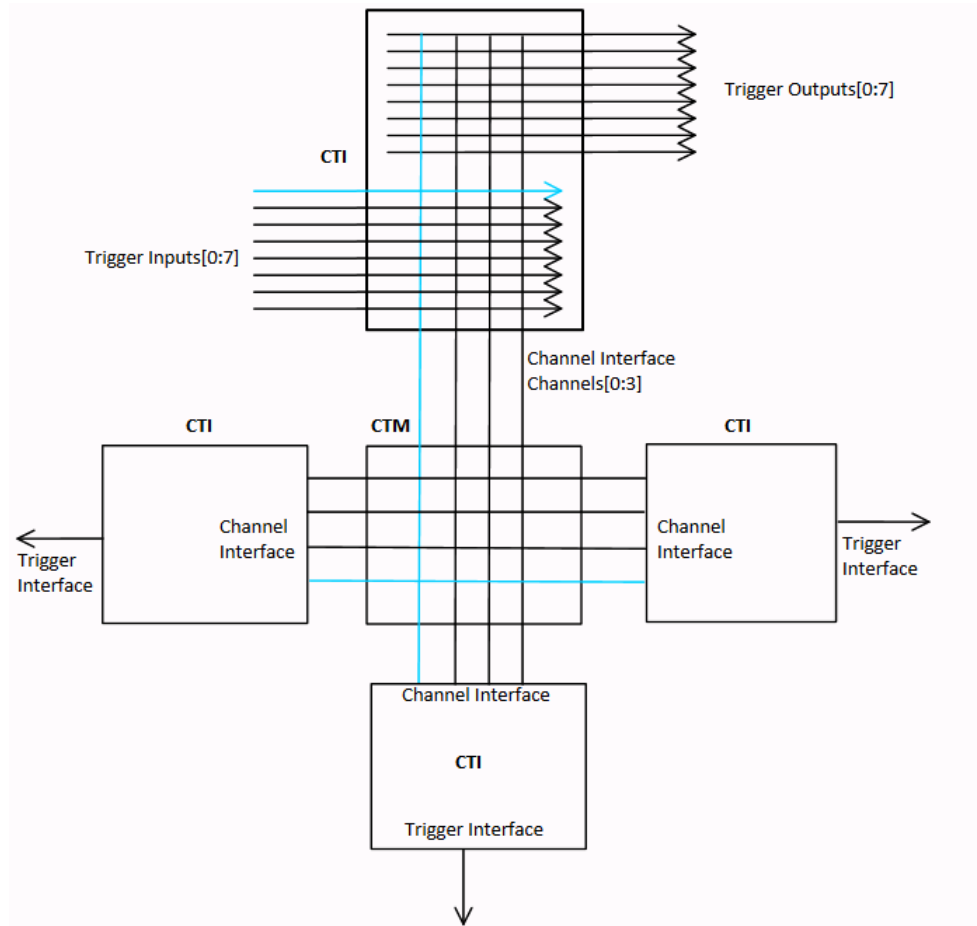 Trigger Outputs[0:7]
CTI
Trigger Inputs[0:7]
Channel Interface
Channels[0:3]
CTI
CTM
CTI
Channel
Interface
Channel
Interface
Trigger
Interface
Trigger
Interface
Channel Interface
CTI
Trigger Interface